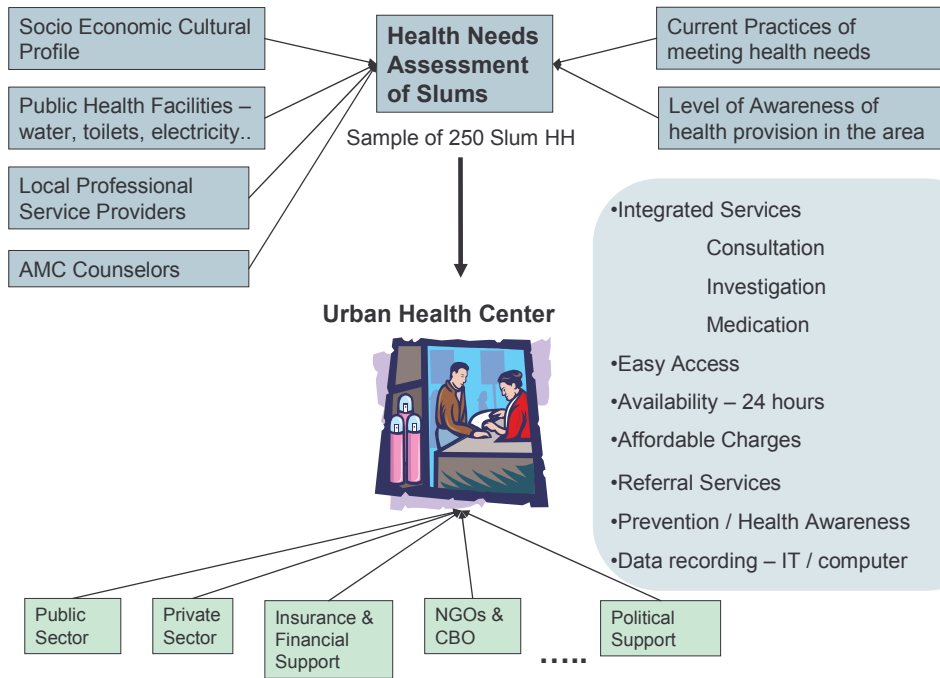 Socio Economic Cultural
Profile
Public Health Facilities –
water, toilets, electricity..
Local Professional
Service Providers
AMC Counselors
Health Needs
Assessment
of Slums
Sample of 250 Slum HH
Current Practices of
meeting health needs
Level of Awareness of
health provision in the area
Urban Health Center
•Integrated Services
Consultation
Investigation
Medication
•Easy Access
•Availability – 24 hours
•Affordable Charges
•Referral Services
•Prevention / Health Awareness
•Data recording – IT / computer
Public
Sector
Private
Sector
Insurance &
Financial
Support
NGOs &
CBO
.....
Political
Support